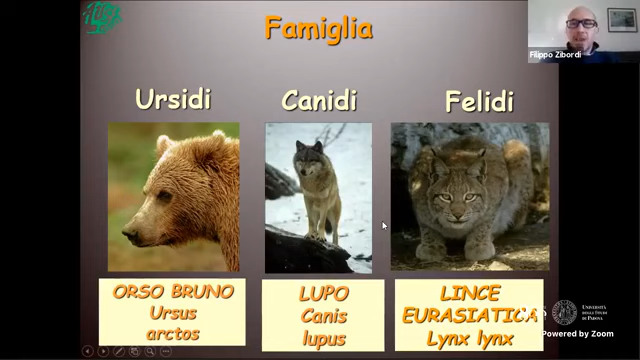 Famiglia
Filippo Zibordi
Ursidi
Canidi
Felidi
ORSO BRUNO
Ursus
arctos
LUPO
Canis
lupus
LINCE
EURASIATICA
Lynx lynx
UNIVERSITÀ
DEGLI STUDI
DI PADOVA
Powered by Zoom